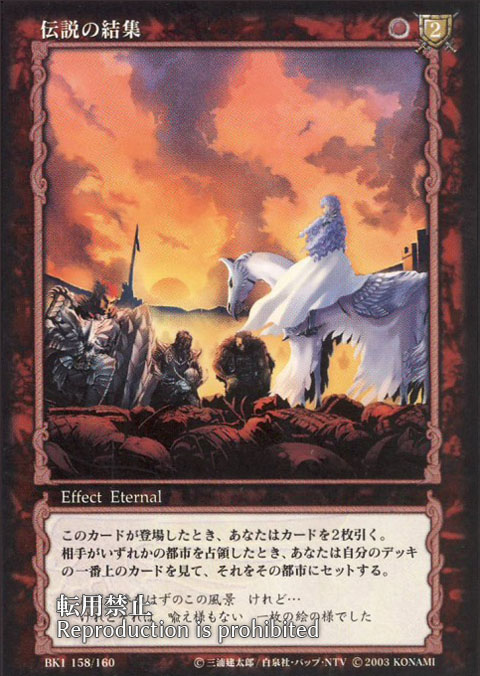 伝説の結集
2
Effect Eternal
このカードが登場したとき、あなたはカードを2枚引く。
相手がいずれかの都市を占領したとき、あなたは自分のデッキ
の一番上のカードを見て、それをその都市にセットする。
はずのこの風景 けれど…
けれどそれは 喩え様もない 一枚の絵の様でした
転用禁止
Reproduction is prohibited
BK1 158/160
© 三浦建太郎/白泉社・バップ・NTV © 2003 KONAMI